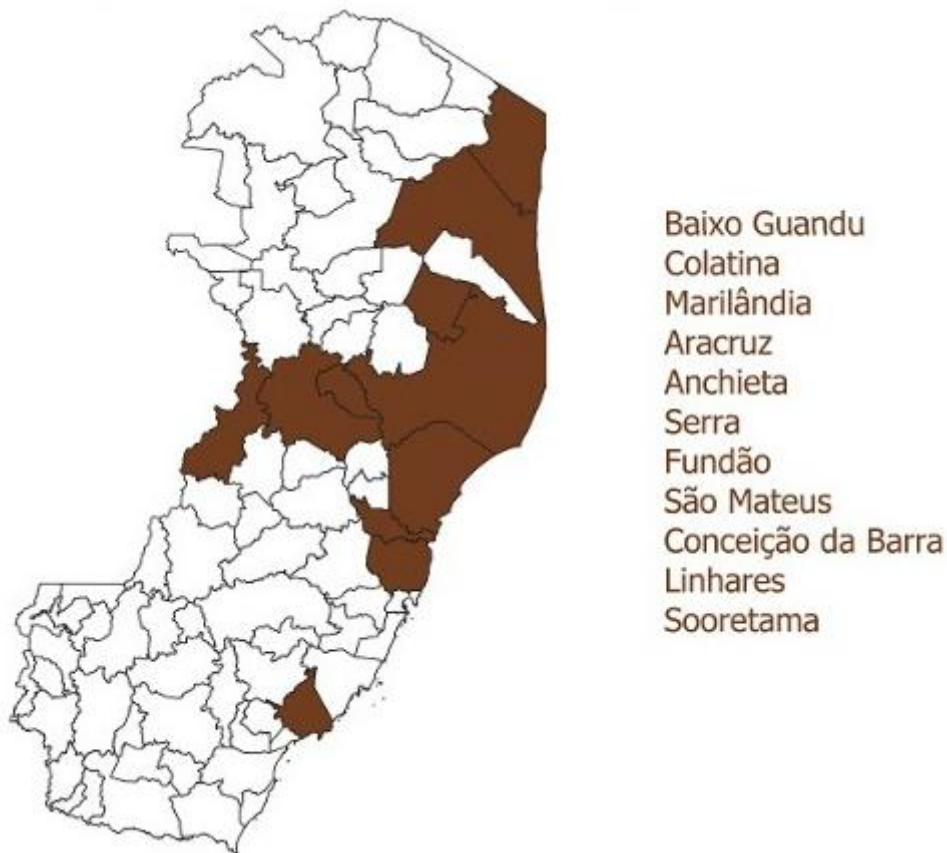 Baixo Guandu
Colatina
Marilândia
Aracruz
Anchieta
Serra
Fundão
São Mateus
Conceição da Barra
Linhares
Sooretama